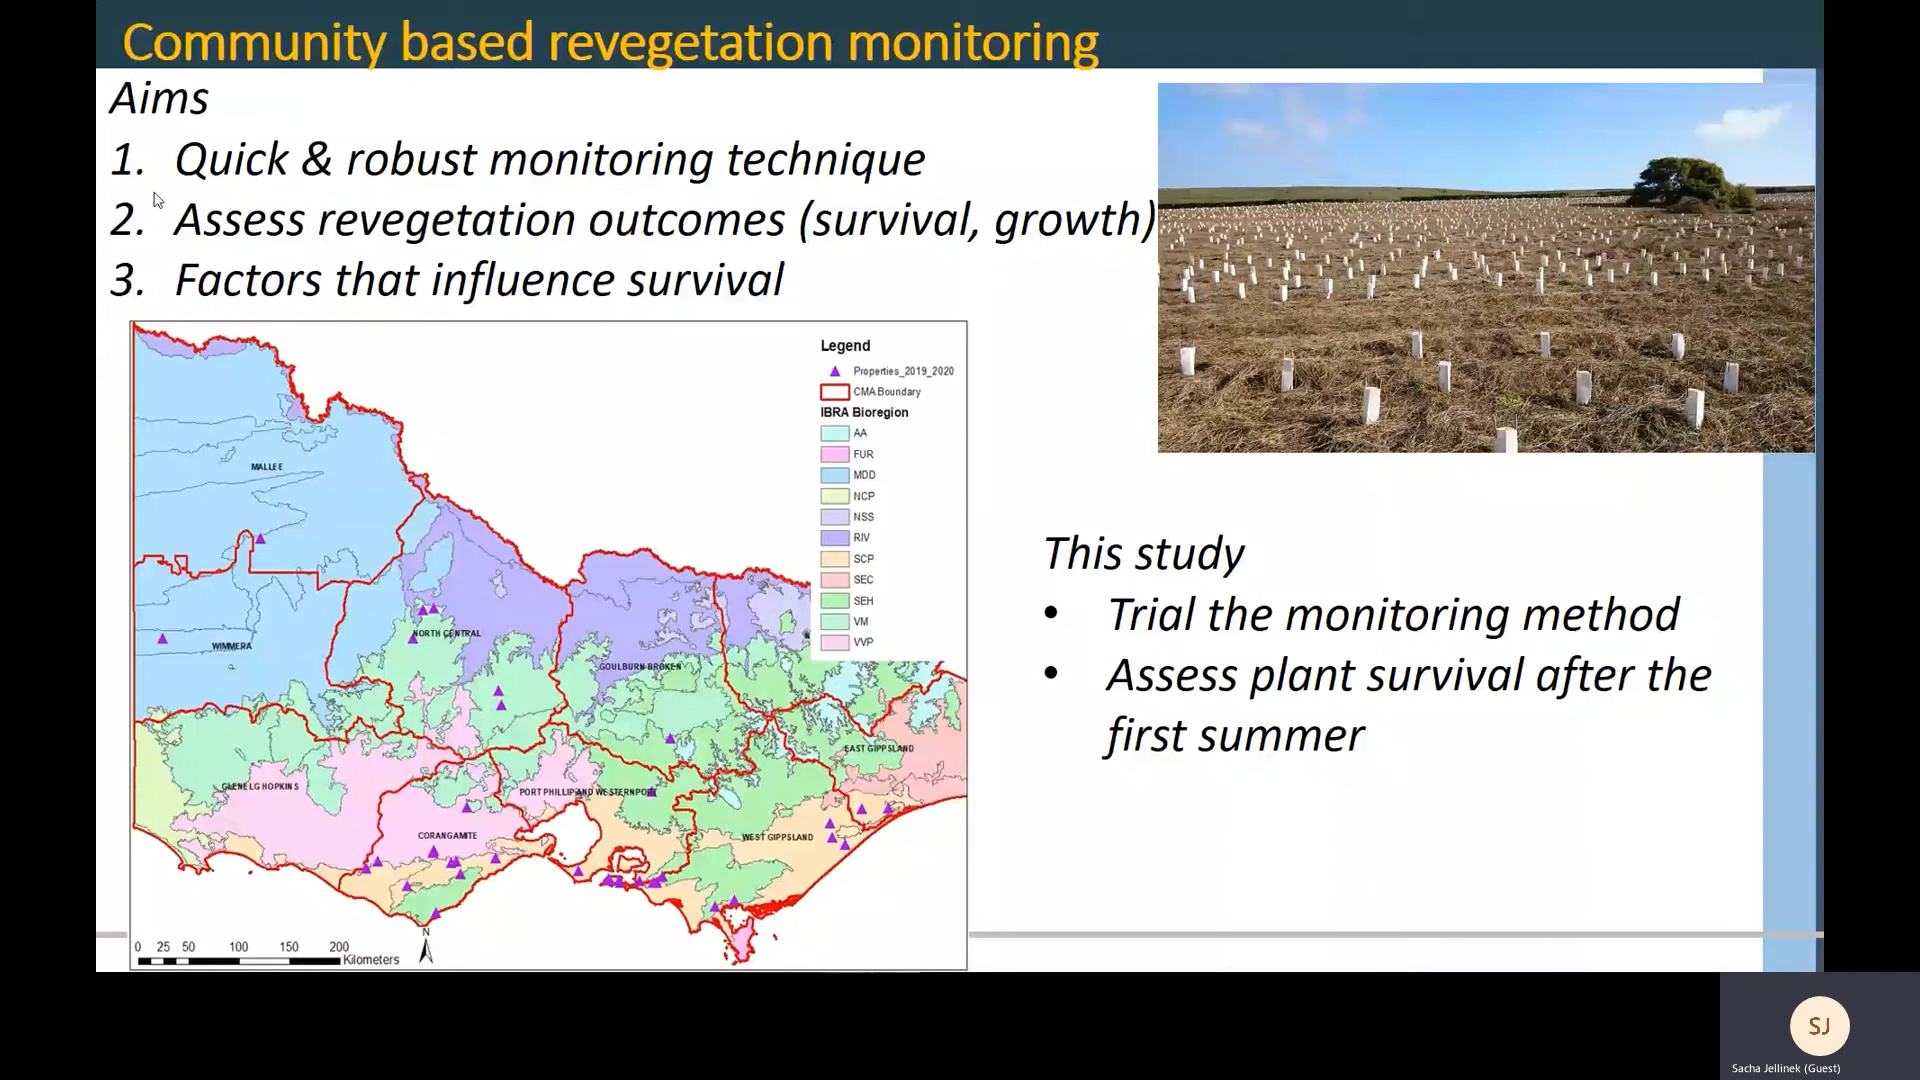 Community based revegetation monitoring
Aims
1. Quick & robust monitoring technique
2. Assess revegetation outcomes (survival, growth)
3. Factors that influence survival
Legend
Properties_2019_2020
CMA Boundary
IBRA Bioregion
AA
FUR
MDD
NCP
NSS
RIV
SCP
SEC
SEH
VM
VVP
MALLEE
WIMMERA
NORTH CENTRAL
GOULBURN BROKEN
GLENELG HOPKINS
CORANGAMITE
PORT PHILLIP AND WESTERNPORT
WEST GIPPSLAND
EAST GIPPSLAND
N
0 25 50 100 150 200
Kilometers
This study
• Trial the monitoring method
• Assess plant survival after the
first summer
SJ
Sacha Jellinek (Guest)